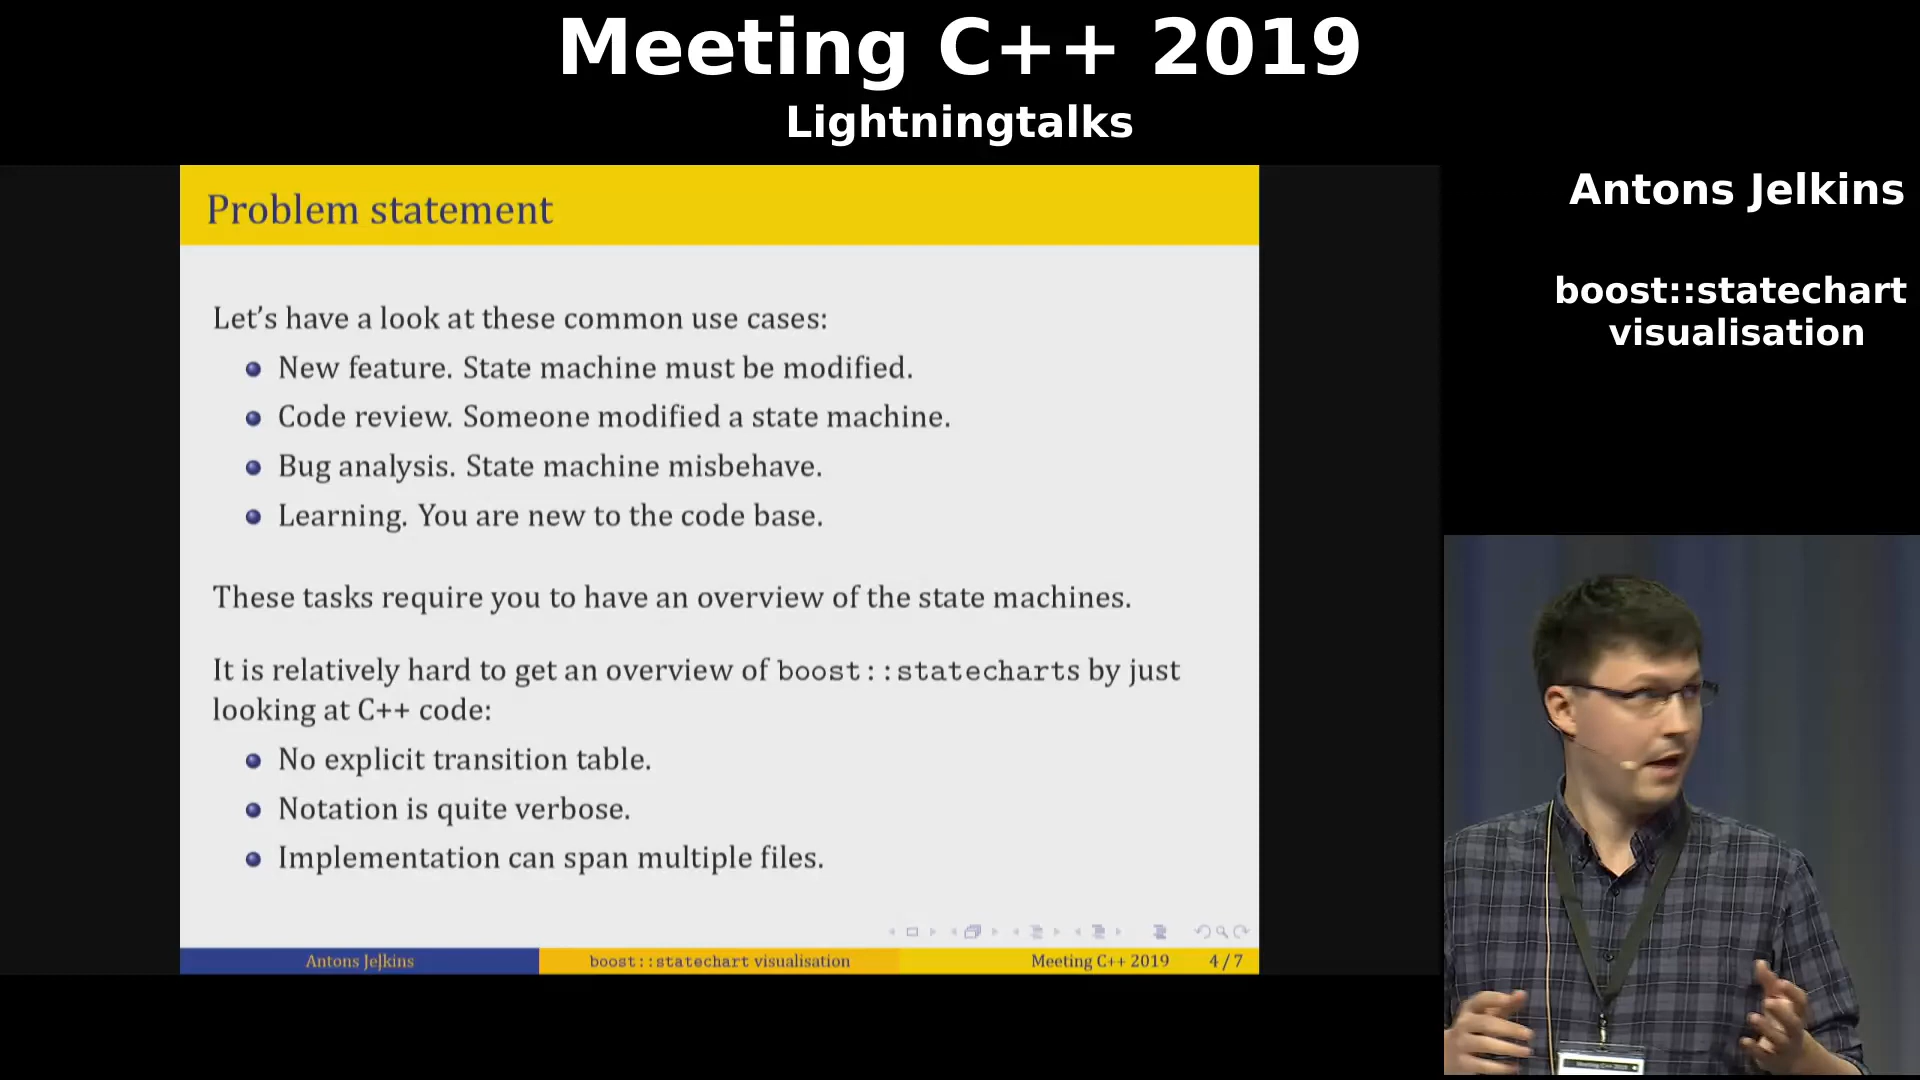 Meeting C++ 2019
Lightningtalks
Antons Jelkins
boost::statechart
visualisation
Problem statement
Let's have a look at these common use cases:
New feature. State machine must be modified.
Code review. Someone modified a state machine.
Bug analysis. State machine misbehave.
Learning. You are new to the code base.
These tasks require you to have an overview of the state machines.
It is relatively hard to get an overview of boost::statecharts by just
looking at C++ code:
No explicit transition table.
Notation is quite verbose.
Implementation can span multiple files.
Antons Jeļkins
boost::statechart visualisation
Meeting C++ 2019
4 / 7
Meeting C++ 2019